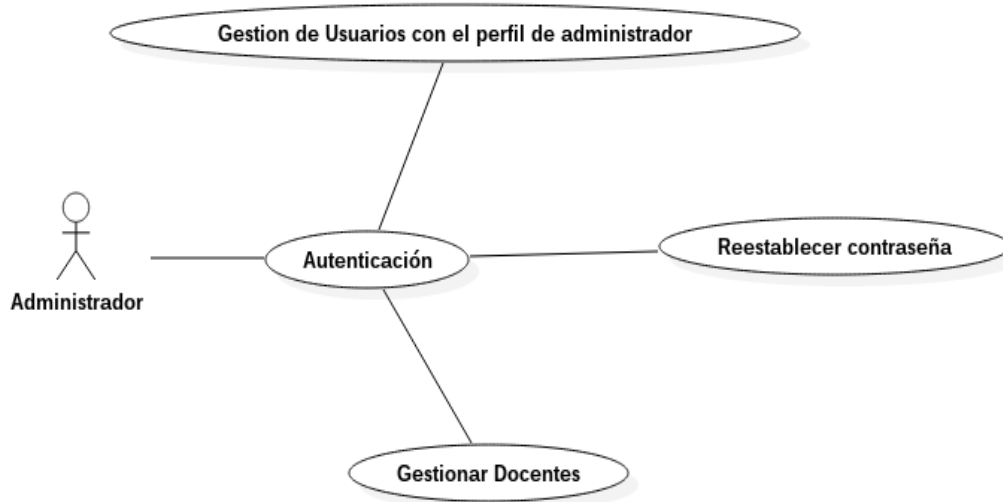 Gestion de Usuarios con el perfil de administrador
Autenticación
Reestablecer contraseña
Administrador
Gestionar Docentes